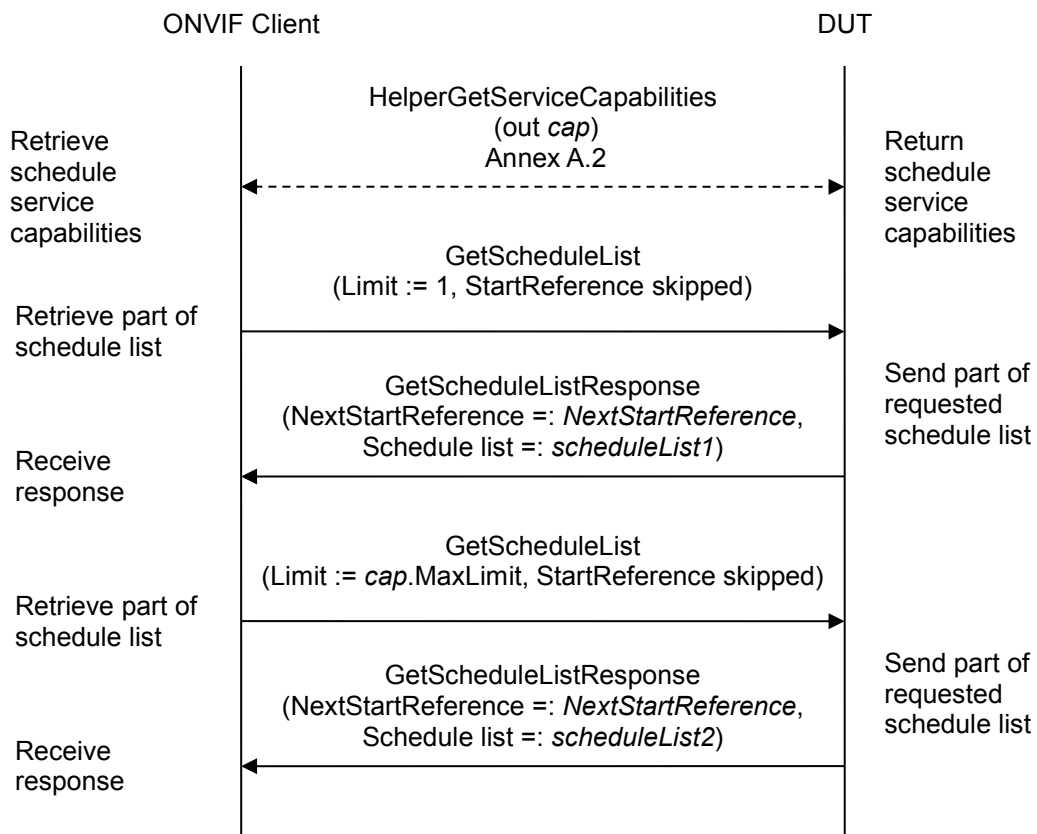 ONVIF Client
DUT
HelperGetServiceCapabilities
(out cap)
Annex A.2
Retrieve
schedule
service
capabilities
Return
schedule
service
capabilities
GetScheduleList
(Limit := 1, StartReference skipped)
Retrieve part of
schedule list
GetScheduleListResponse
(NextStartReference =: NextStartReference,
Schedule list =: scheduleList1)
Send part of
requested
schedule list
Receive
response
GetScheduleList
(Limit := cap.MaxLimit, StartReference skipped)
Retrieve part of
schedule list
GetScheduleListResponse
(NextStartReference =: NextStartReference,
Schedule list =: scheduleList2)
Send part of
requested
schedule list
Receive
response